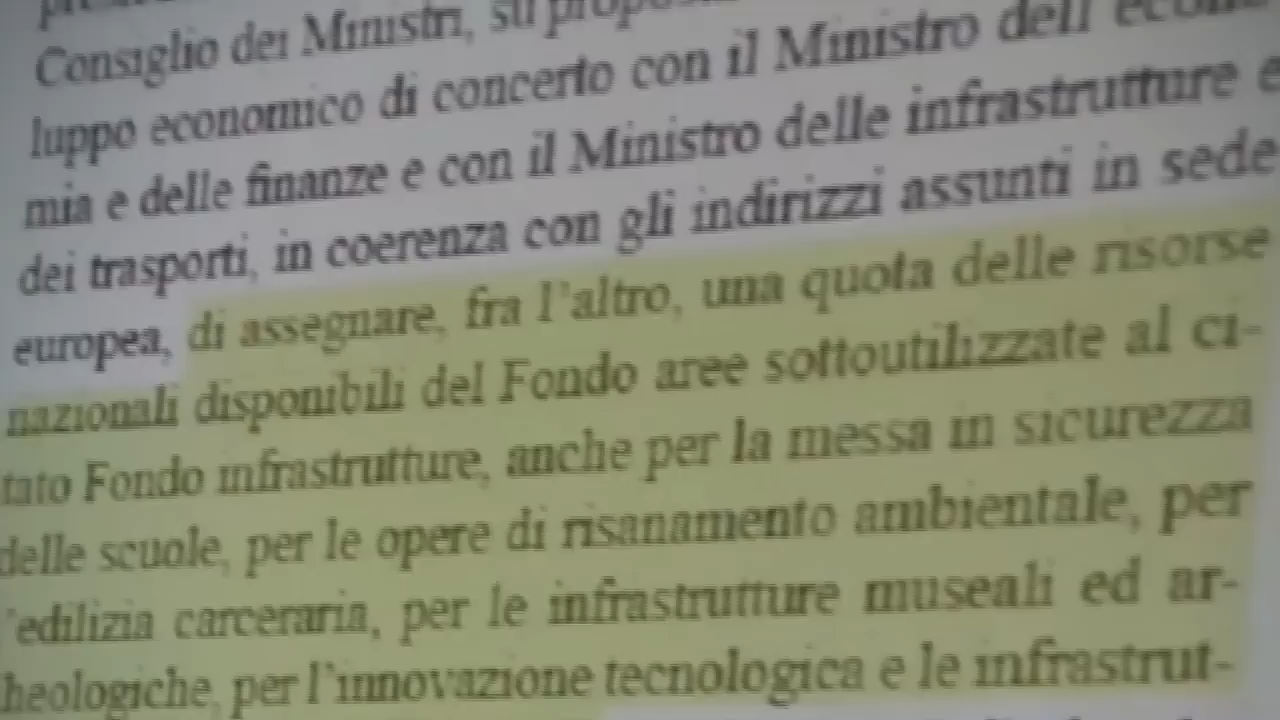 Consiglio dei Ministri, su
luppo economico di concerto con il Ministro dell'
mia e delle finanze e con il Ministro delle infrastrutture e
dei trasporti, in coerenza con gli indirizzi assunti in sede
europea, di assegnare, fra l'altro, una quota delle risorse
nazionali disponibili del Fondo aree sottoutilizzate al ci-
tato Fondo infrastrutture, anche per la messa in sicurezza
delle scuole, per le opere di risanamento ambientale, per
'edilizia carceraria, per le infrastrutture museali ed ar-
heologiche, per l'innovazione tecnologica e le infrastrut-